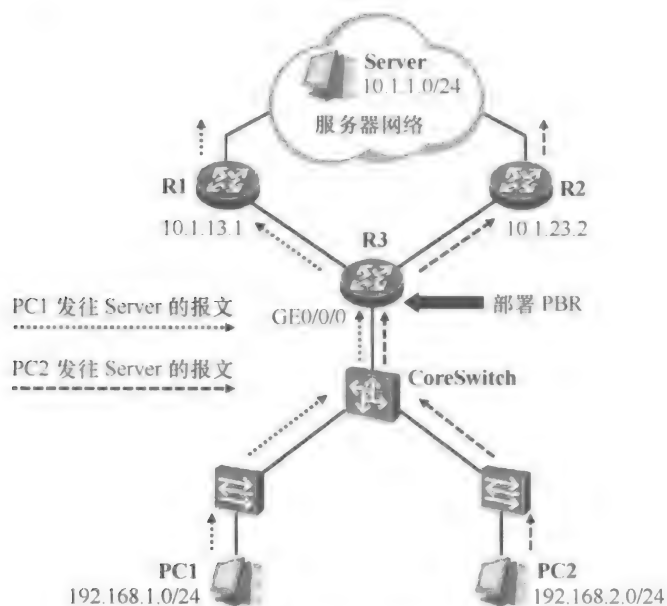 Server
10.1.1.0/24
服务器网络
R1
R2
10.1.13.1
10.1.23.2
R3
PC1 发往 Server 的报文
GE0/0/0
部署 PBR
PC2 发往 Server 的报文
CoreSwitch
PC1
192.168.1.0/24
PC2
192.168.2.0/24